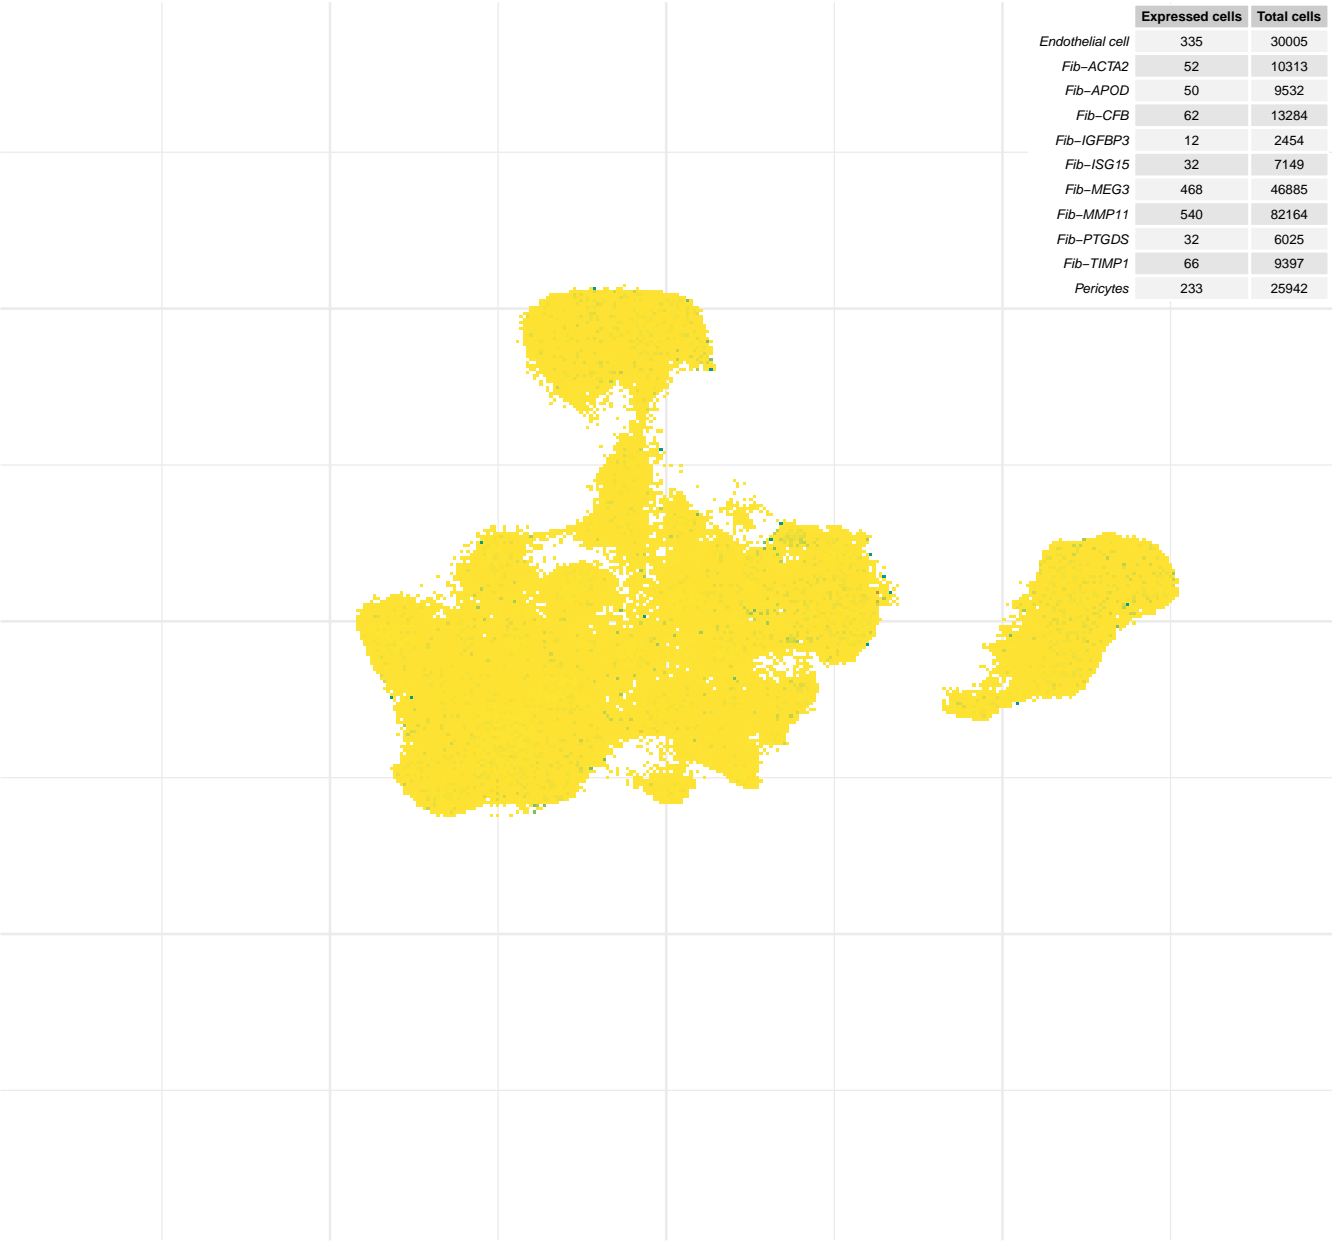 Expressed cells Total cells
Endothelial cell 335 30005
Fib−ACTA2 52 10313
Fib−APOD 50 9532
Fib−CFB 62 13284
Fib−IGFBP3 12 2454
Fib−ISG15 32 7149
Fib−MEG3 468 46885
Fib−MMP11 540 82164
Fib−PTGDS 32 6025
Fib−TIMP1 66 9397
Pericytes 233 25942